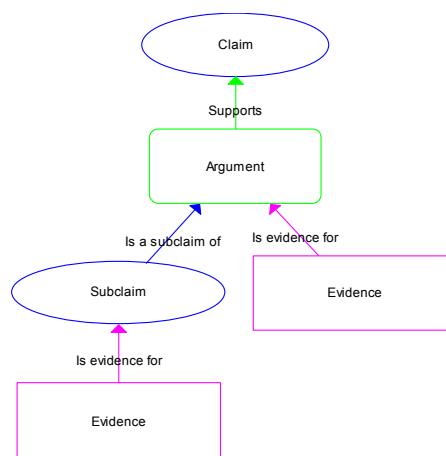 Claim
Supports
Argument
Is a subclaim of
Is evidence for
Subclaim
Evidence
Is evidence for
Evidence